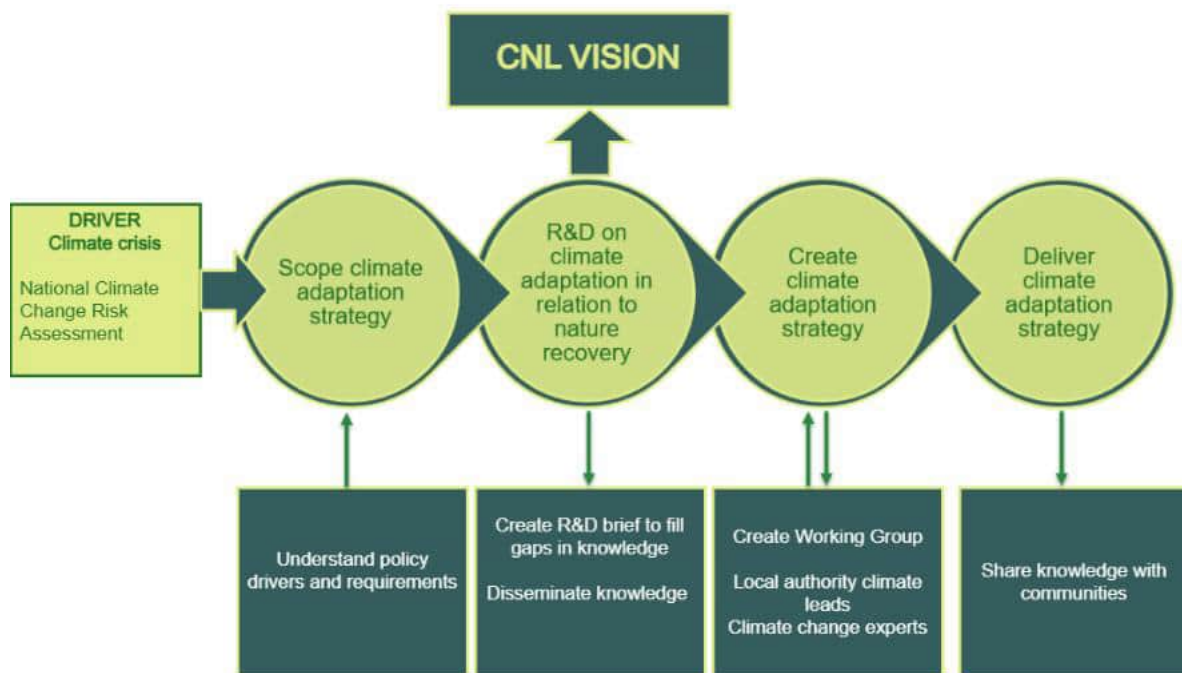 CNL VISION
DRIVER
Climate crisis
National Climate
Change Risk
Assessment
Scope climate
adaptation
strategy
R&D on
climate
adaptation in
relation to
nature
recovery
Create
climate
adaptation
strategy
Deliver
climate
adaptation
strategy
Understand policy
drivers and requirements
Create R&D brief to fill
gaps in knowledge
Disseminate knowledge
Create Working Group
Local authority climate
leads
Climate change experts
Share knowledge with
communities